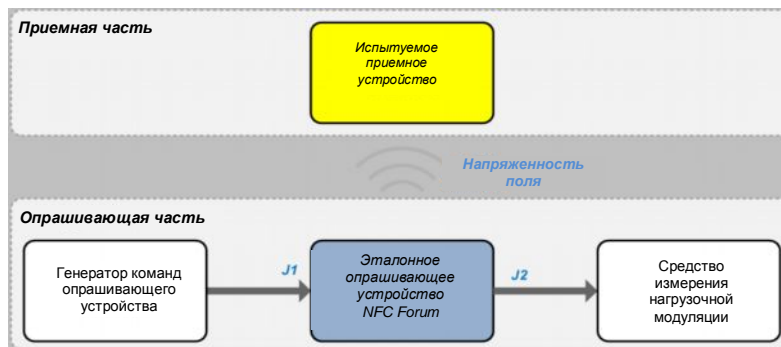 Приемная часть
Испытуемое
приемное
устройство
Напряженность
поля
Опрашивающая часть
Генератор команд
опрашивающего
устройства
J1
Эталонное
опрашивающее
устройство
NFC Forum
J2
Средство
измерения
нагрузочной
модуляции